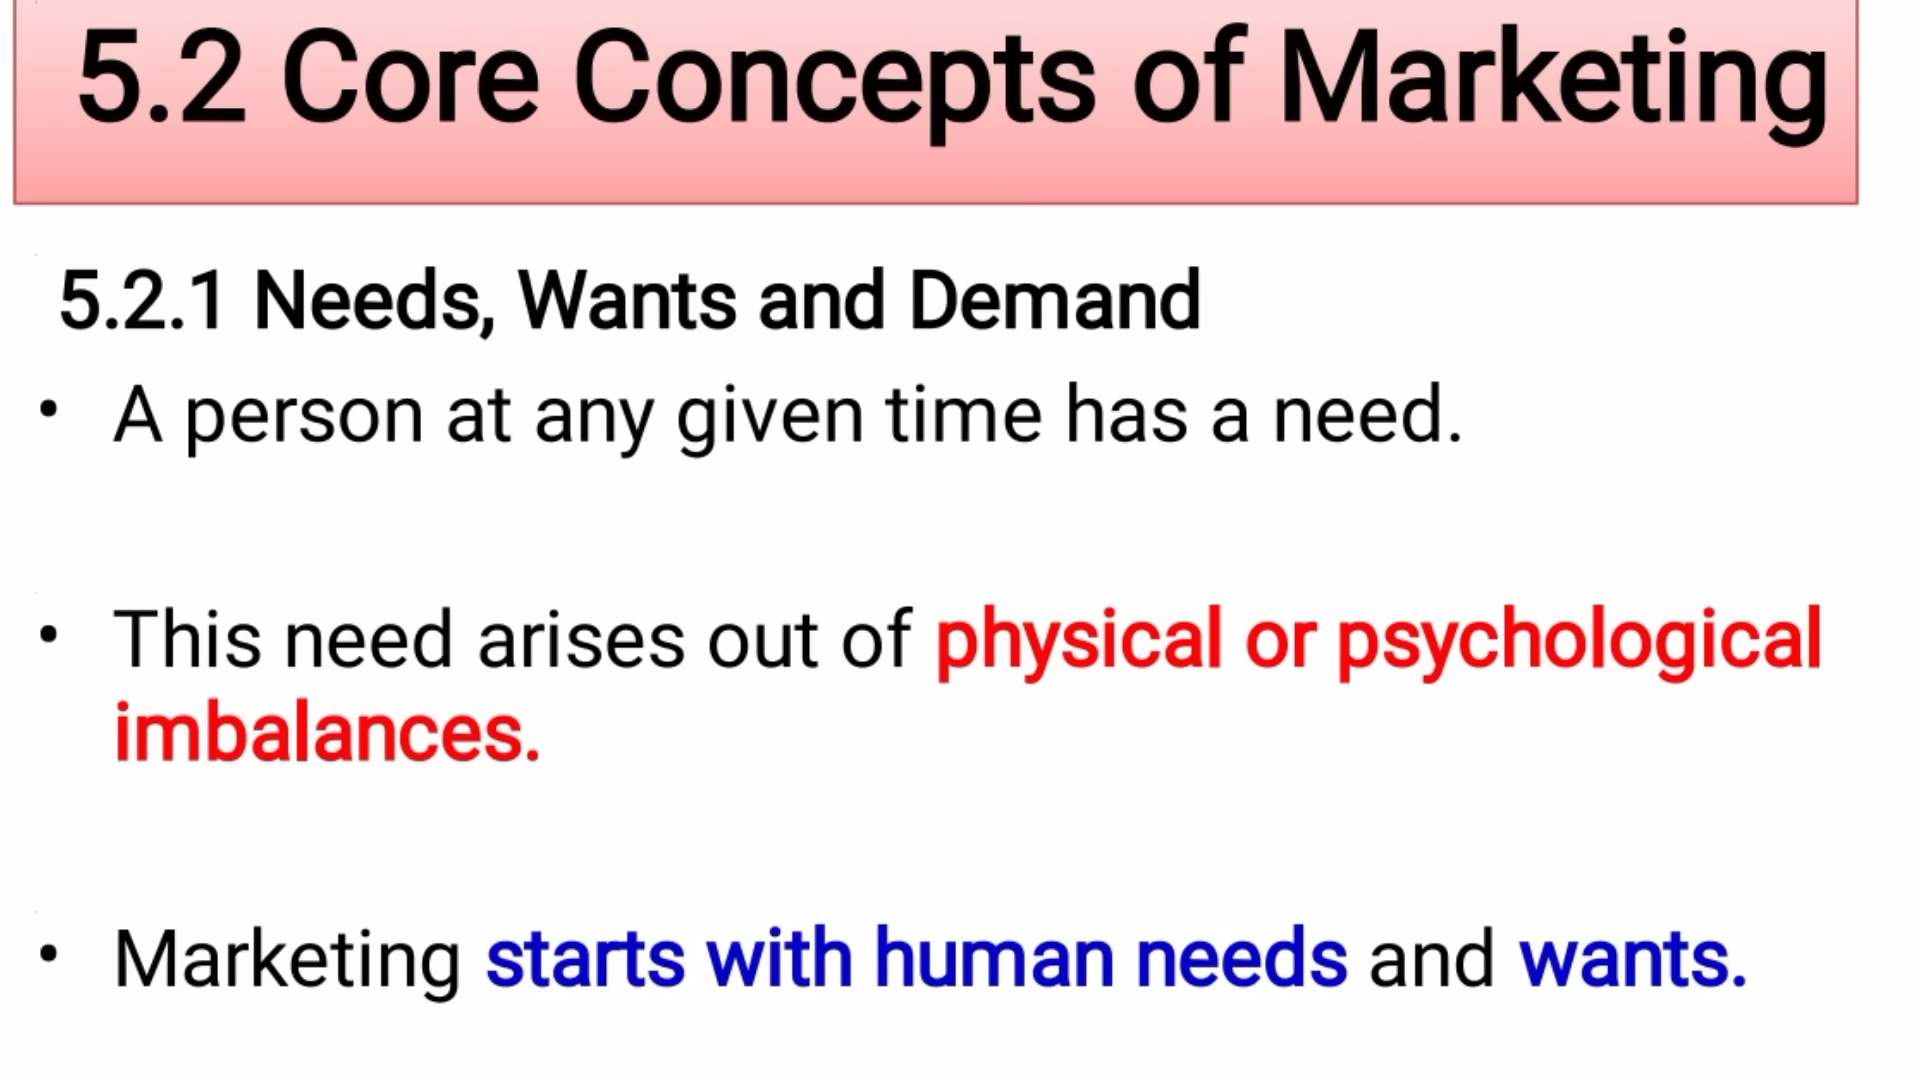 5.2 Core Concepts of Marketing
5.2.1 Needs, Wants and Demand
• A person at any given time has a need.
• This need arises out of physical or psychological
imbalances.
• Marketing starts with human needs and wants.